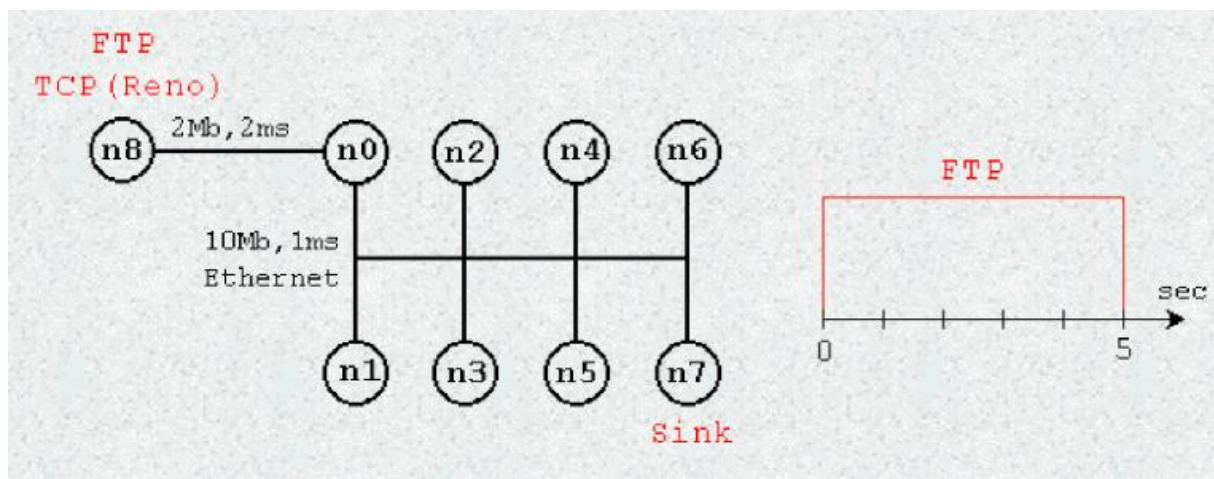 FTP
TCP(Reno)
n8
2Mb,2ms
n0
n2
n4
n6
10Mb,1ms
Ethernet
n1
n3
n5
n7
Sink
FTP
sec
0
5